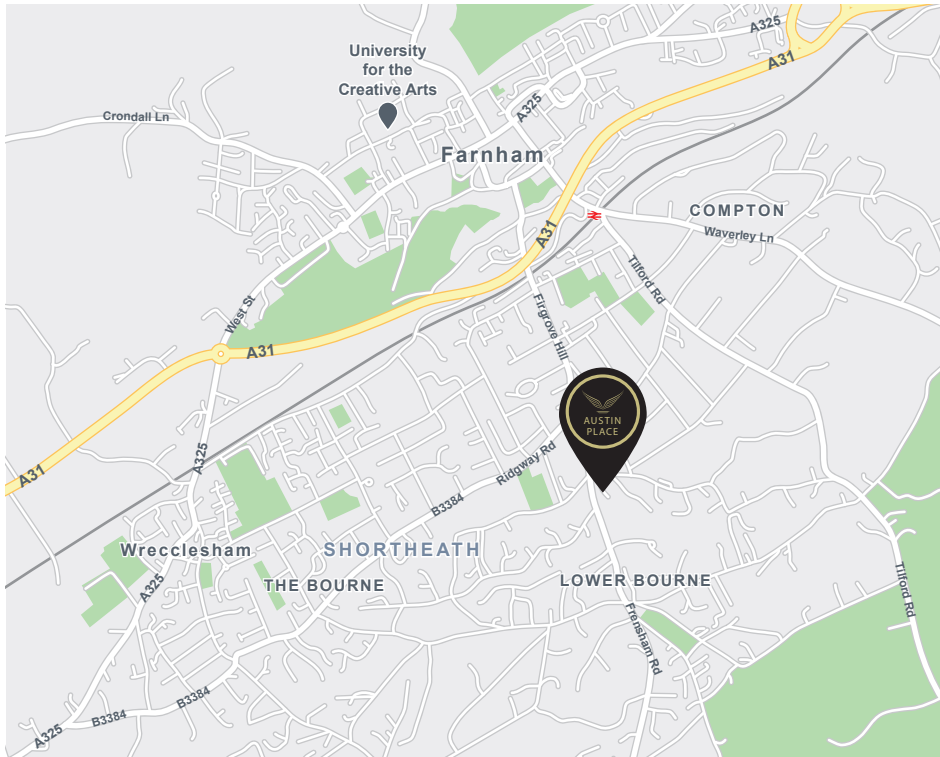 A325
University
for the
Creative Arts
A31
A325
Crondall Ln
Farnham
COMPTON
Waverley Ln
A31
Tilford Rd
West St
Firgrove Hill
A31
AUSTIN
PLACE
A325
Ridgway Rd
A31
B3384
Wrecclesham
SHORTHEATH
THE BOURNE
LOWER BOURNE
A325
Tilford Rd
Frensham Rd
B3384
B3384
A325